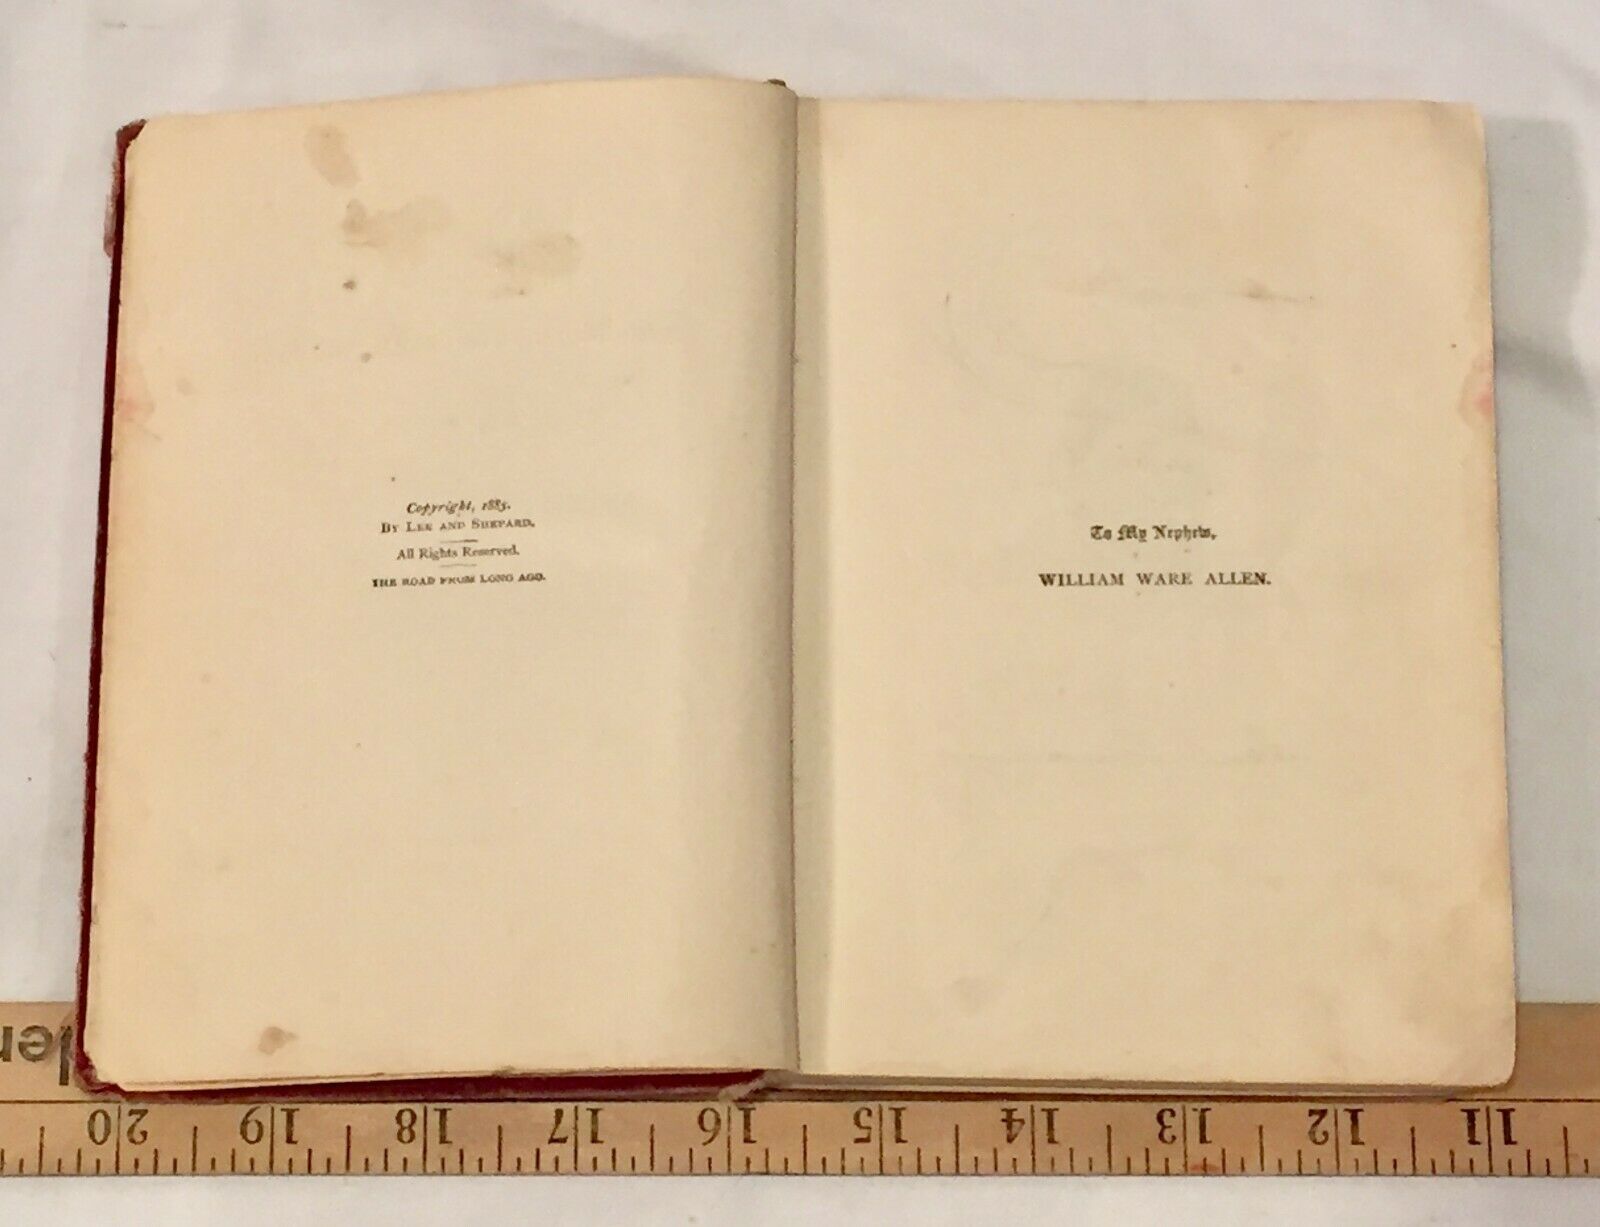 Copyright, 1885.
BY LEE AND SHEPARD.
All Rights Reserved.
THE ROAD FROM LONG AGO.
To My Nephew,
WILLIAM WARE ALLEN.
20 19 18 17 16 15 14 13 12 11